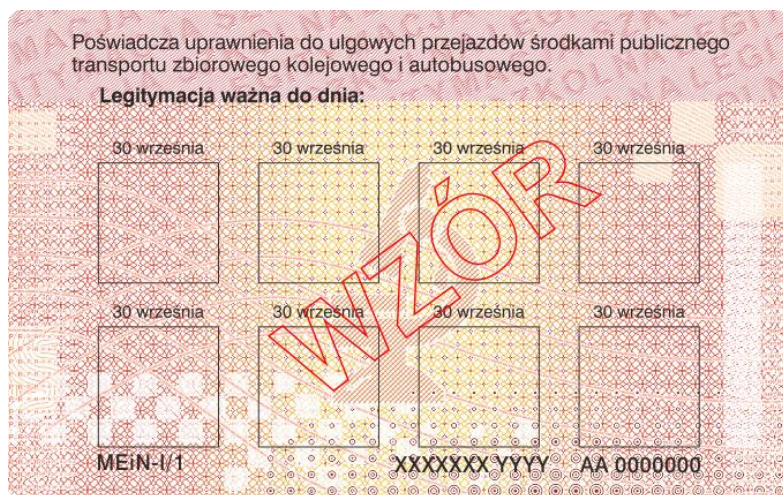 Poświadcza uprawnienia do ulgowych przejazdów środkami publicznego
transportu zbiorowego kolejowego i autobusowego.
Legitymacja ważna do dnia:
30 września 30 września 30 września 30 września
WZÓR
30 września 30 września 30 września 30 września
MEiN-I/1 XXXXXXX YYYY AA 0000000